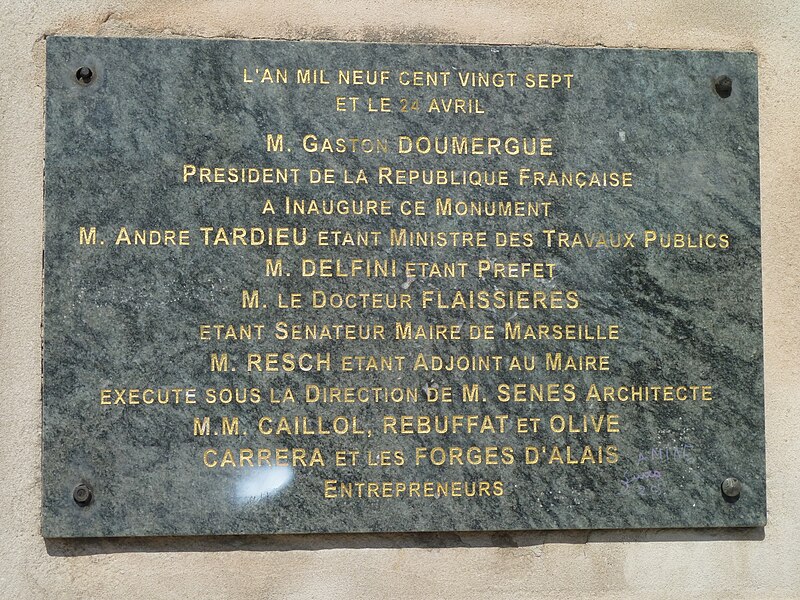 L'AN MIL NEUF CENT VINGT SEPT
ET LE 24 AVRIL
M. GASTON DOUMERGUE
PRESIDENT DE LA REPUBLIQUE FRANÇAISE
A INAUGURE CE MONUMENT
M. ANDRE TARDIEU ETANT MINISTRE DES TRAVAUX PUBLICS
M. DELFINI ETANT PREFET
M. LE DOCTEUR FLAISSIERES
ETANT SENATEUR MAIRE DE MARSEILLE
M. RESCH ETANT ADJOINT AU MAIRE
EXECUTE SOUS LA DIRECTION DE M. SENES ARCHITECTE
M.M. CAILLOL, REBUFFAT ET OLIVE
CARRERA ET LES FORGES D'ALAIS
ENTREPRENEURS